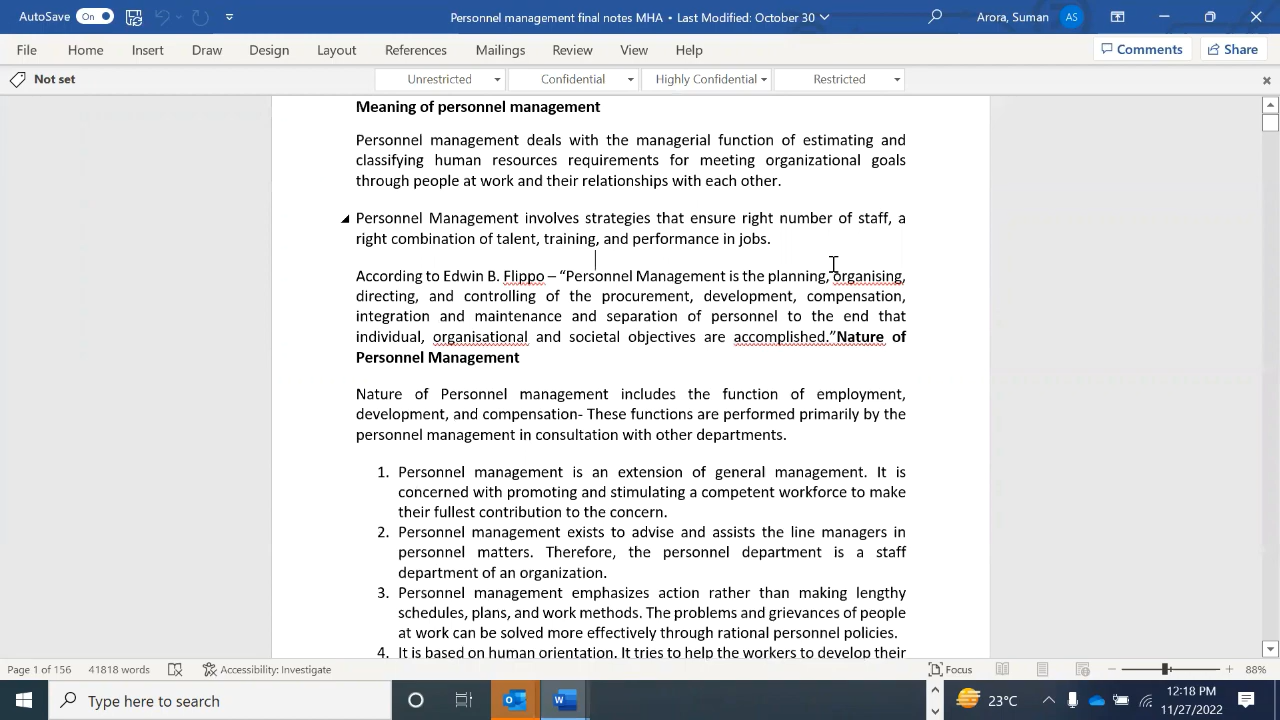 AutoSave On Personnel management final notes MHA • Last Modified: October 30 Arora, Suman AS
File Home Insert Draw Design Layout References Mailings Review View Help Comments Share
Not set Unrestricted Confidential Highly Confidential Restricted
Meaning of personnel management
Personnel management deals with the managerial function of estimating and
classifying human resources requirements for meeting organizational goals
through people at work and their relationships with each other.
Personnel Management involves strategies that ensure right number of staff, a
right combination of talent, training, and performance in jobs.
According to Edwin B. Flippo – “Personnel Management is the planning, organising,
directing, and controlling of the procurement, development, compensation,
integration and maintenance and separation of personnel to the end that
individual, organisational and societal objectives are accomplished.”Nature of
Personnel Management
Nature of Personnel management includes the function of employment,
development, and compensation- These functions are performed primarily by the
personnel management in consultation with other departments.
1. Personnel management is an extension of general management. It is
concerned with promoting and stimulating a competent workforce to make
their fullest contribution to the concern.
2. Personnel management exists to advise and assists the line managers in
personnel matters. Therefore, the personnel department is a staff
department of an organization.
3. Personnel management emphasizes action rather than making lengthy
schedules, plans, and work methods. The problems and grievances of people
at work can be solved more effectively through rational personnel policies.
4. It is based on human orientation. It tries to help the workers to develop their
Page 1 of 156 41818 words Accessibility: Investigate Focus 88%
Type here to search 23°C 12:18 PM
11/27/2022